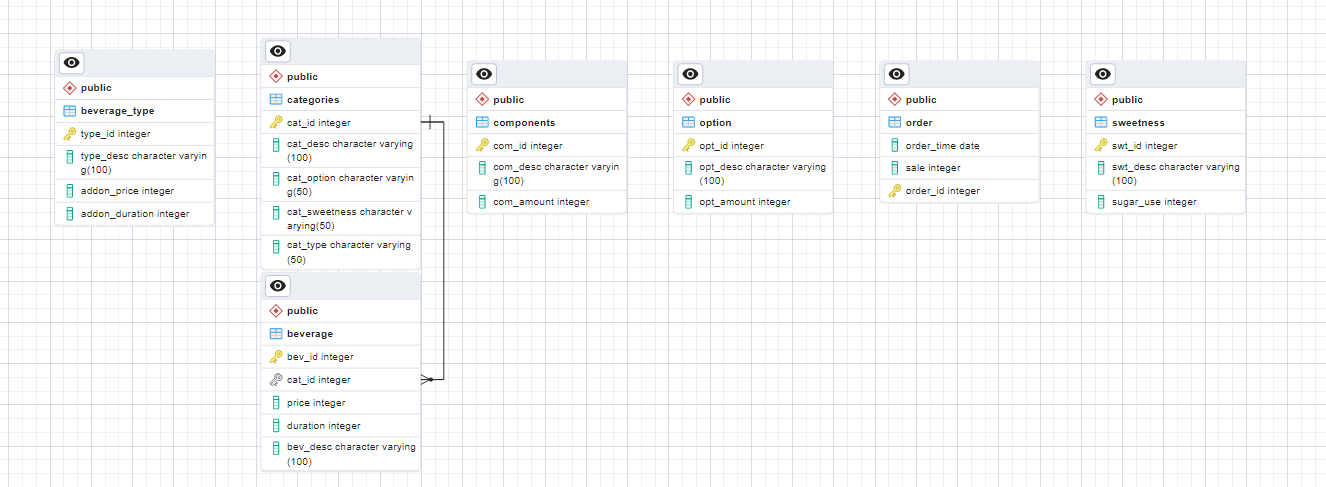 public
beverage_type
type_id integer
type_desc character varyin
g(100)
addon_price integer
addon_duration integer
public
categories
cat_id integer
cat_desc character varying
(100)
cat_option character varyin
g(50)
cat_sweetness character v
arying(50)
cat_type character varying
(50)
public
beverage
bev_id integer
cat_id integer
price integer
duration integer
bev_desc character varying
(100)
public
components
com_id integer
com_desc character varyin
g(100)
com_amount integer
public
option
opt_id integer
opt_desc character varying
(100)
opt_amount integer
public
order
order_time date
sale integer
order_id integer
public
sweetness
swt_id integer
swt_desc character varying
(100)
sugar_use integer